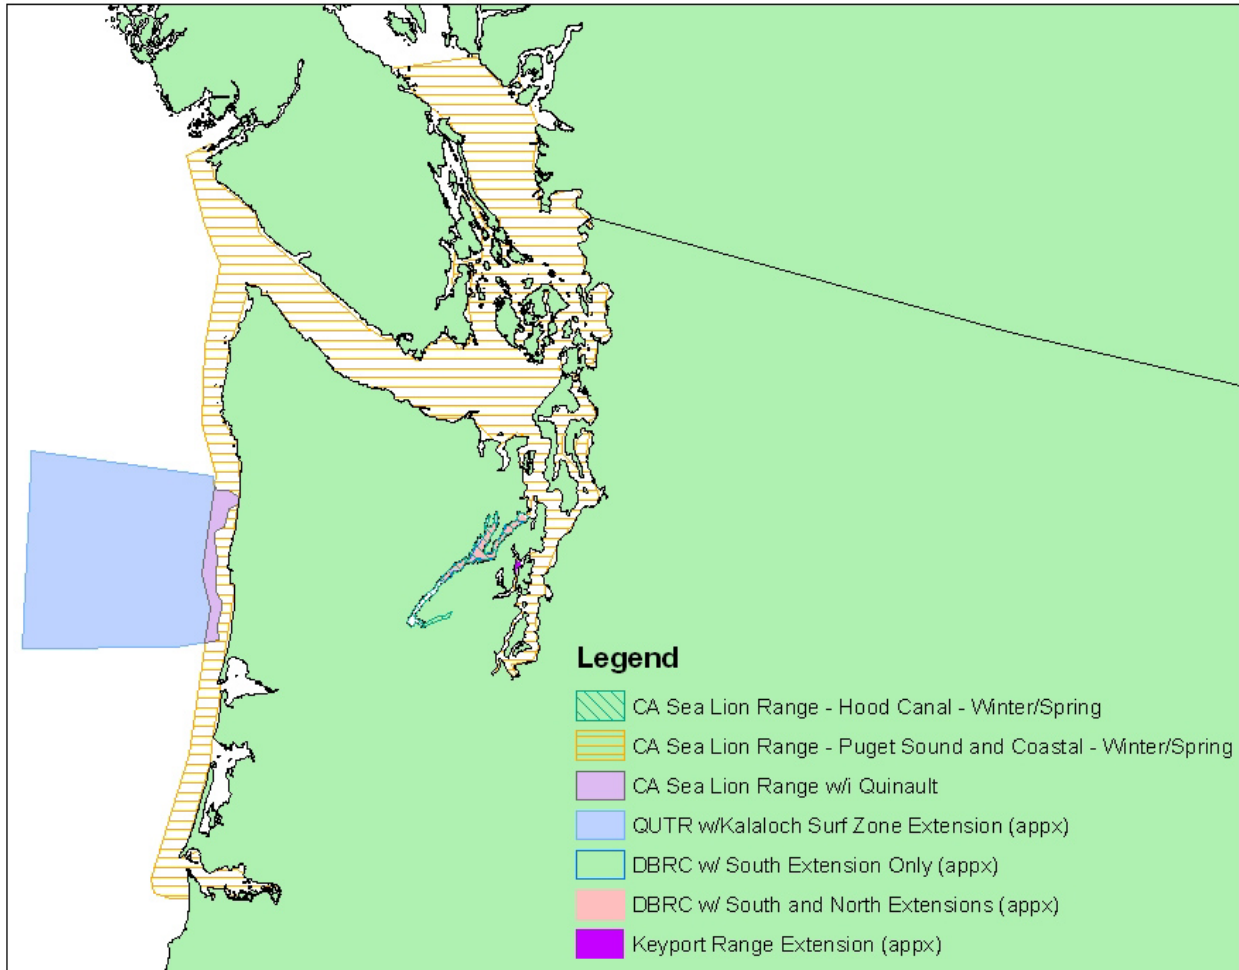 Legend
CA Sea Lion Range - Hood Canal - Winter/Spring
CA Sea Lion Range - Puget Sound and Coastal - Winter/Spring
CA Sea Lion Range w/i Quinault
QUTR w/Kalaloch Surf Zone Extension (appx)
DBRC w/ South Extension Only (appx)
DBRC w/ South and North Extensions (appx)
Keyport Range Extension (appx)